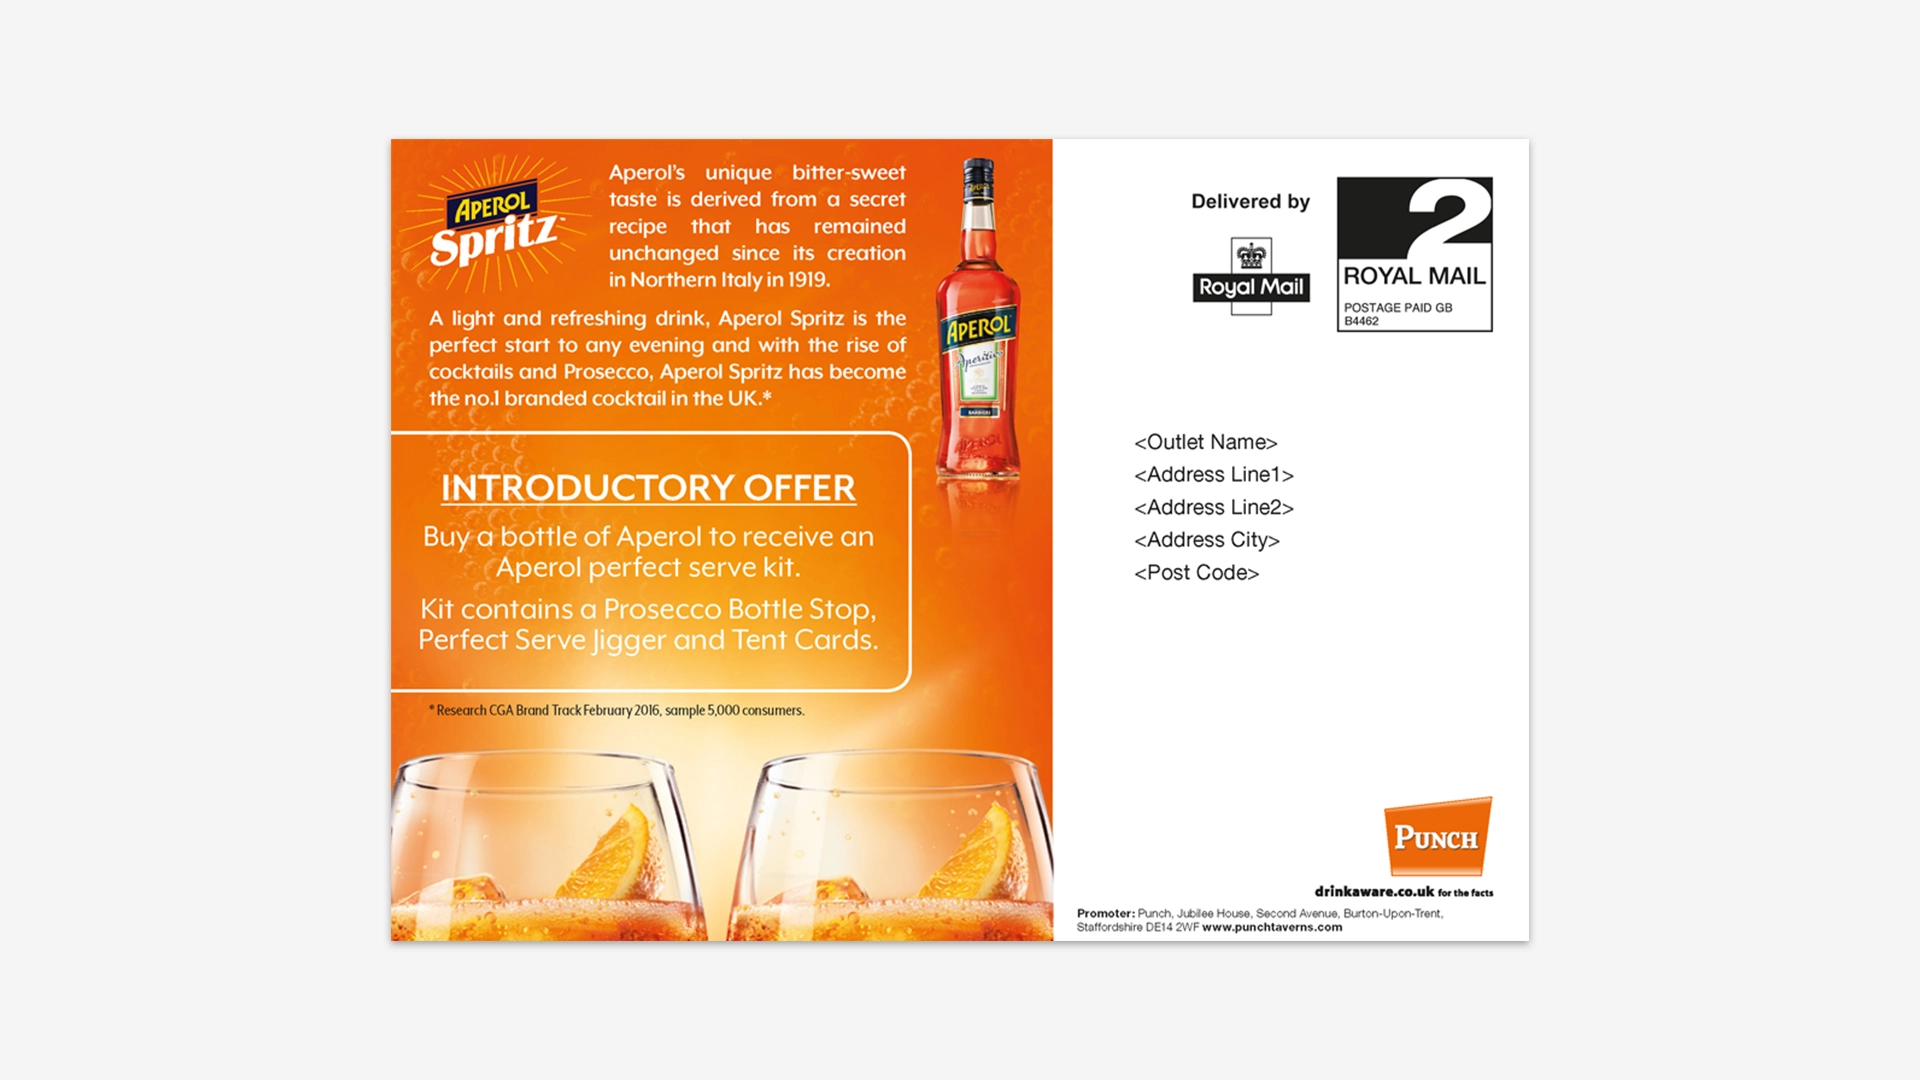 APEROL
Spritz™
Aperol's unique bitter-sweet
taste is derived from a secret
recipe that has remained
unchanged since its creation
in Northern Italy in 1919.
A light and refreshing drink, Aperol Spritz is the
perfect start to any evening and with the rise of
cocktails and Prosecco, Aperol Spritz has become
the no.1 branded cocktail in the UK.*
APEROL
Aperitivo
BARBIERI
APEROL
INTRODUCTORY OFFER
Buy a bottle of Aperol to receive an
Aperol perfect serve kit.
Kit contains a Prosecco Bottle Stop,
Perfect Serve Jigger and Tent Cards.
* Research CGA Brand Track February 2016, sample 5,000 consumers.
Delivered by
Royal Mail
2
ROYAL MAIL
POSTAGE PAID GB
B4462
<Outlet Name>
<Address Line1>
<Address Line2>
<Address City>
<Post Code>
PUNCH
drinkaware.co.uk for the facts
Promoter: Punch, Jubilee House, Second Avenue, Burton-Upon-Trent,
Staffordshire DE14 2WF www.punchtaverns.com